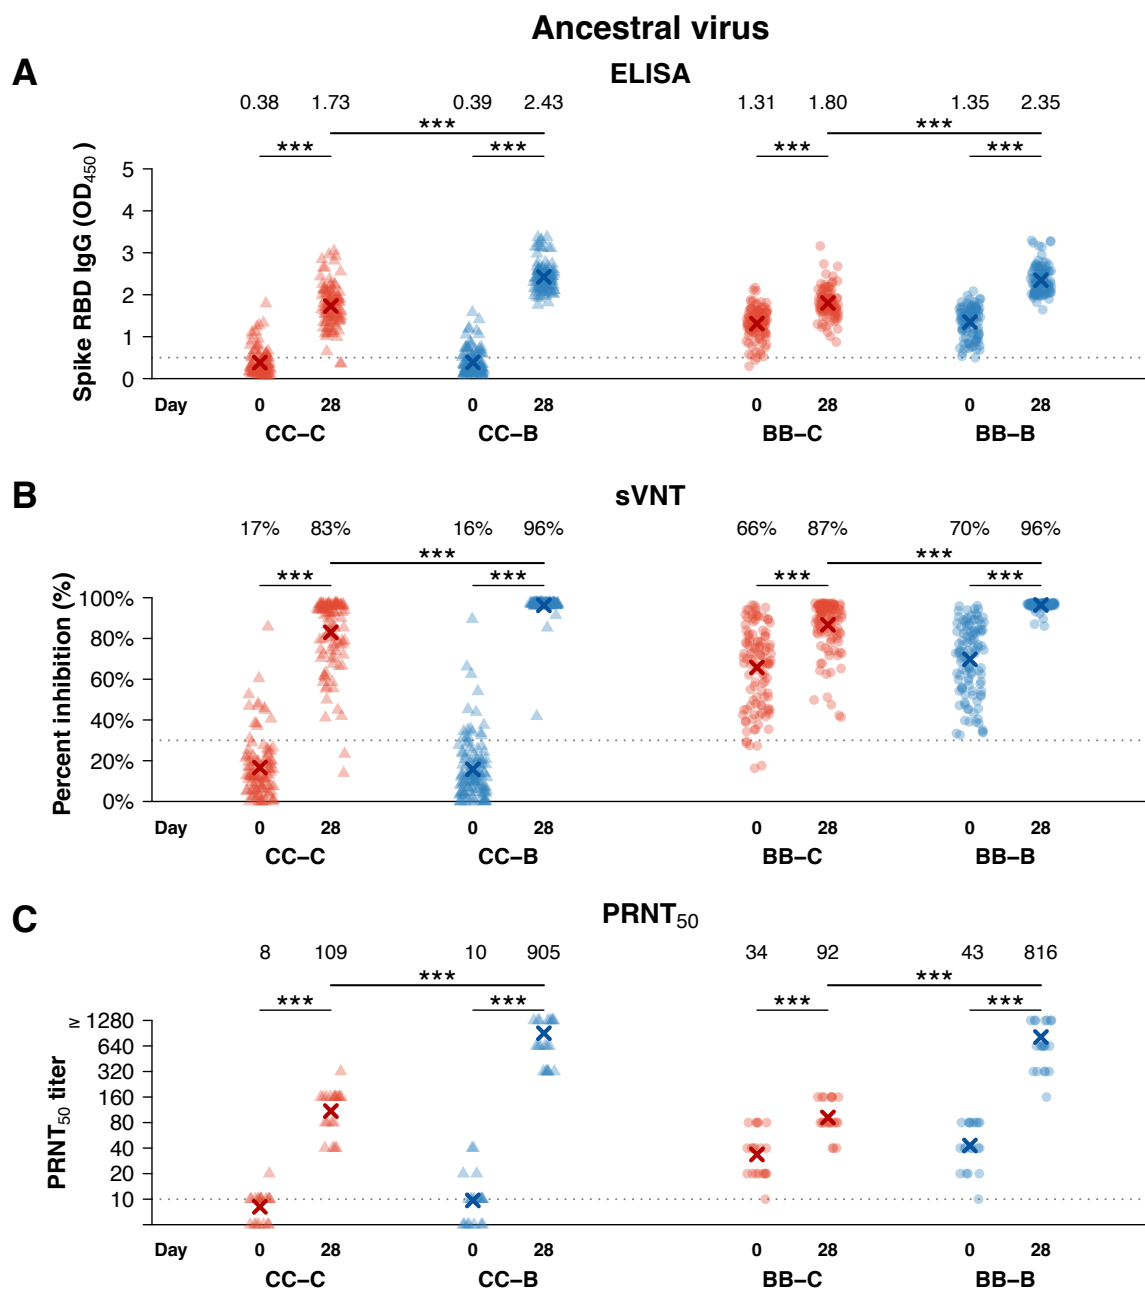 Ancestral virus
A
ELISA
0.38 1.73 0.39 2.43 1.31 1.80 1.35 2.35
*** ***
*** *** *** ***
Spike RBD IgG (OD450)
5
4
3
2
1
0
Day 0 28 0 28 0 28 0 28
CC–C CC–B BB–C BB–B
B
sVNT
17% 83% 16% 96% 66% 87% 70% 96%
*** ***
*** *** *** ***
Percent inhibition (%)
100%
80%
60%
40%
20%
0%
Day 0 28 0 28 0 28 0 28
CC–C CC–B BB–C BB–B
C
PRNT50
8 109 10 905 34 92 43 816
*** ***
*** *** *** ***
PRNT50 titer
≥ 1280
640
320
160
80
40
20
10
Day 0 28 0 28 0 28 0 28
CC–C CC–B BB–C BB–B